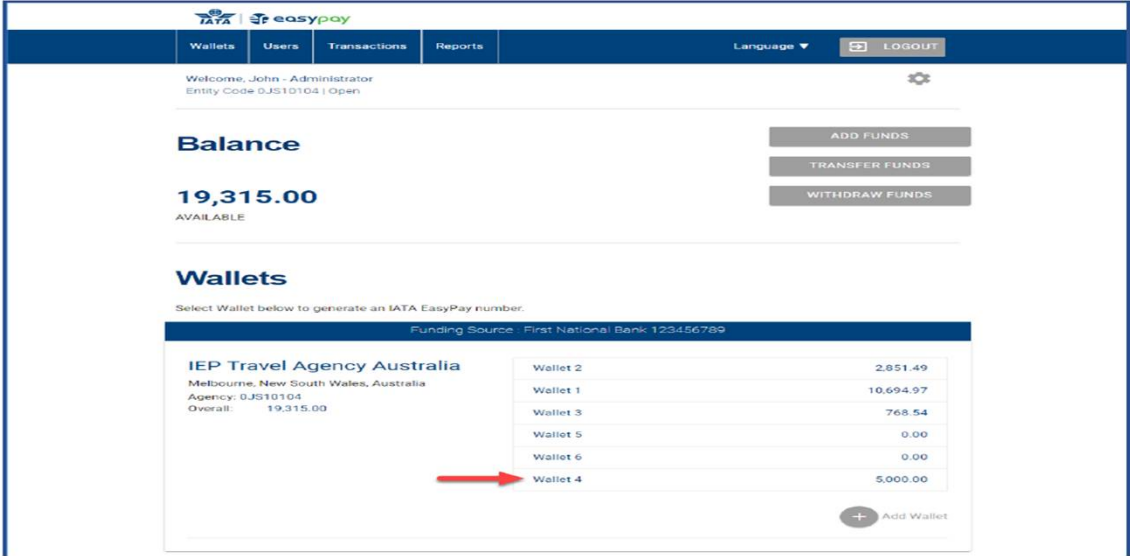 IATA easypay
Wallets Users Transactions Reports Language ▼ LOGOUT
Welcome, John - Administrator
Entity Code 0JS10104 | Open
Balance
ADD FUNDS
TRANSFER FUNDS
19,315.00
WITHDRAW FUNDS
AVAILABLE
Wallets
Select Wallet below to generate an IATA EasyPay number.
Funding Source : First National Bank 123456789
IEP Travel Agency Australia
Melbourne, New South Wales, Australia
Agency: 0JS10104
Overall: 19,315.00
Wallet 2 2,851.49
Wallet 1 10,694.97
Wallet 3 768.54
Wallet 5 0.00
Wallet 6 0.00
Wallet 4 5,000.00
+ Add Wallet